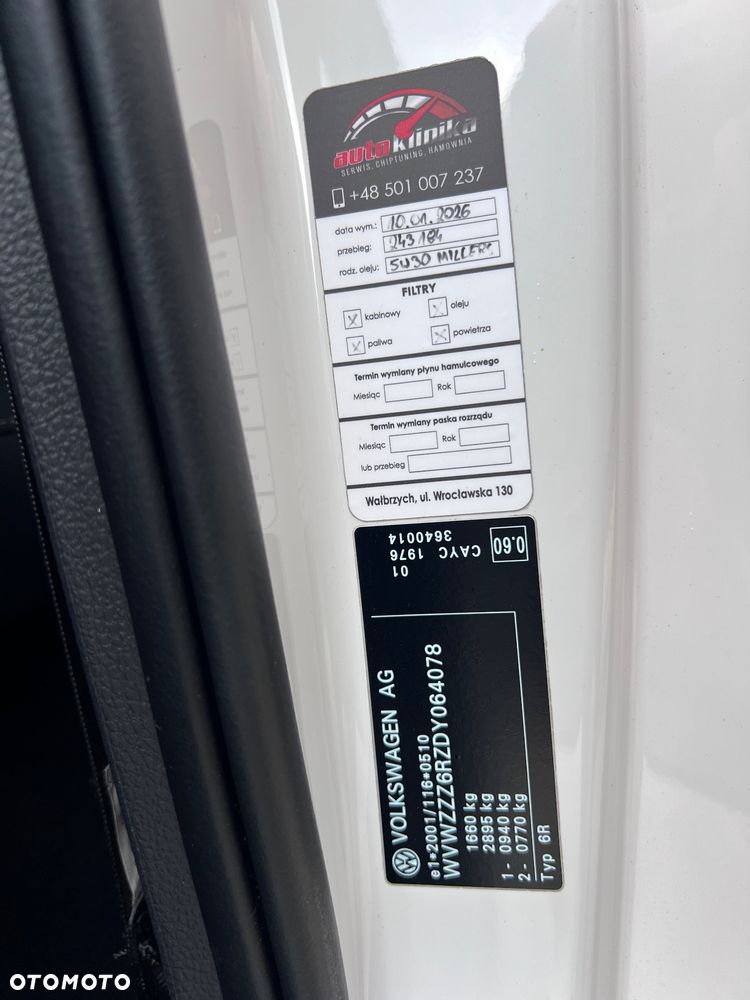 autoklinika
SERWIS, CHIPTUNING, HAMOWNIA
+48 501 007 237
data wym.: 10.01.2026
przebieg: 243184
rodz. oleju: 5W30 MILLERS
FILTRY
kabinowy oleju
paliwa powietrza
Termin wymiany płynu hamulcowego
Miesiąc Rok
Termin wymiany paska rozrządu
Miesiąc Rok
lub przebieg
Wałbrzych, ul. Wrocławska 130
VOLKSWAGEN AG
e1*2001/116*0510
WVWZZZ6RZDY064078
1660 kg
2895 kg
1- 0940 kg
2- 0770 kg
Typ 6R
01
CAYC 1976
3640014
0.60
OTOMOTO